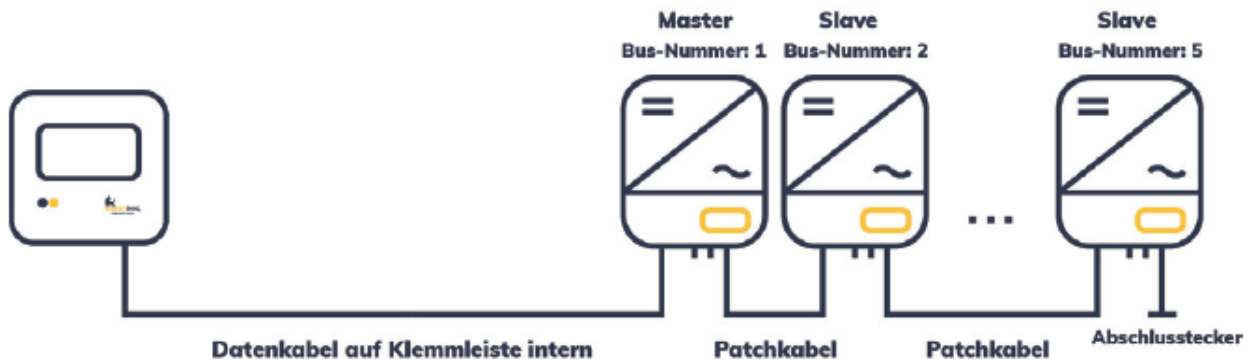 Master
Slave
Slave
Bus-Nummer: 1
Bus-Nummer: 2
Bus-Nummer: 5
...
Datenkabel auf Klemmleiste intern
Patchkabel
Patchkabel
Abschlusstecker